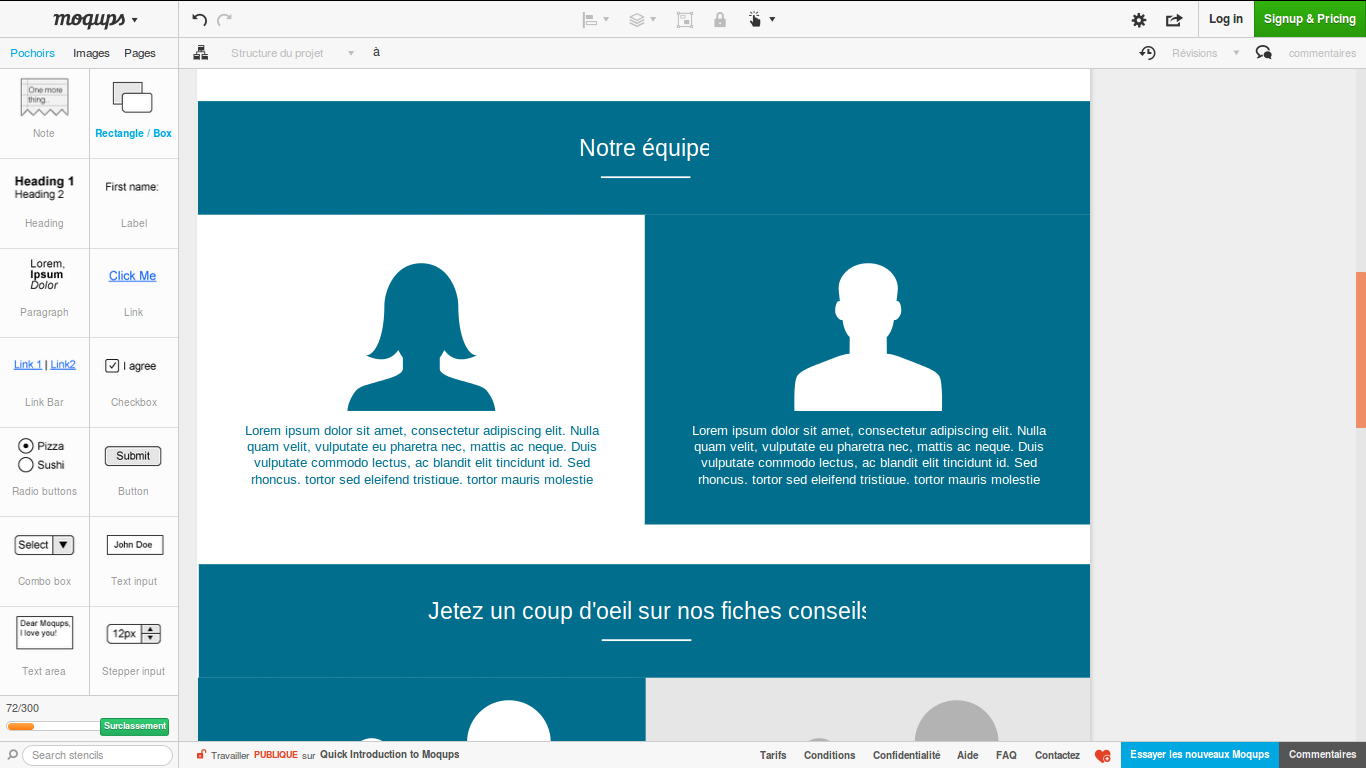 moqups
Log in
Signup & Pricing
Pochoirs
Images
Pages
Structure du projet
à
Révisions
commentaires
One more
thing..
Note
Rectangle / Box
Heading 1
Heading 2
Heading
First name:
Label
Lorem,
Ipsum
Dolor
Paragraph
Click Me
Link
Link 1 | Link2
Link Bar
I agree
Checkbox
Pizza
Sushi
Radio buttons
Submit
Button
Select
Combo box
John Doe
Text input
Dear Moqups,
I love you!
Text area
12px
Stepper input
72/300
Surclassement
Search stencils
Notre équipe
Lorem ipsum dolor sit amet, consectetur adipiscing elit. Nulla
quam velit, vulputate eu pharetra nec, mattis ac neque. Duis
vulputate commodo lectus, ac blandit elit tincidunt id. Sed
rhoncus. tortor sed eleifend tristique. tortor mauris molestie
Lorem ipsum dolor sit amet, consectetur adipiscing elit. Nulla
quam velit, vulputate eu pharetra nec, mattis ac neque. Duis
vulputate commodo lectus, ac blandit elit tincidunt id. Sed
rhoncus. tortor sed eleifend tristique. tortor mauris molestie
Jetez un coup d'oeil sur nos fiches conseils
Travailler PUBLIQUE sur Quick Introduction to Moqups
Tarifs
Conditions
Confidentialité
Aide
FAQ
Contactez
Essayer les nouveaux Moqups
Commentaires